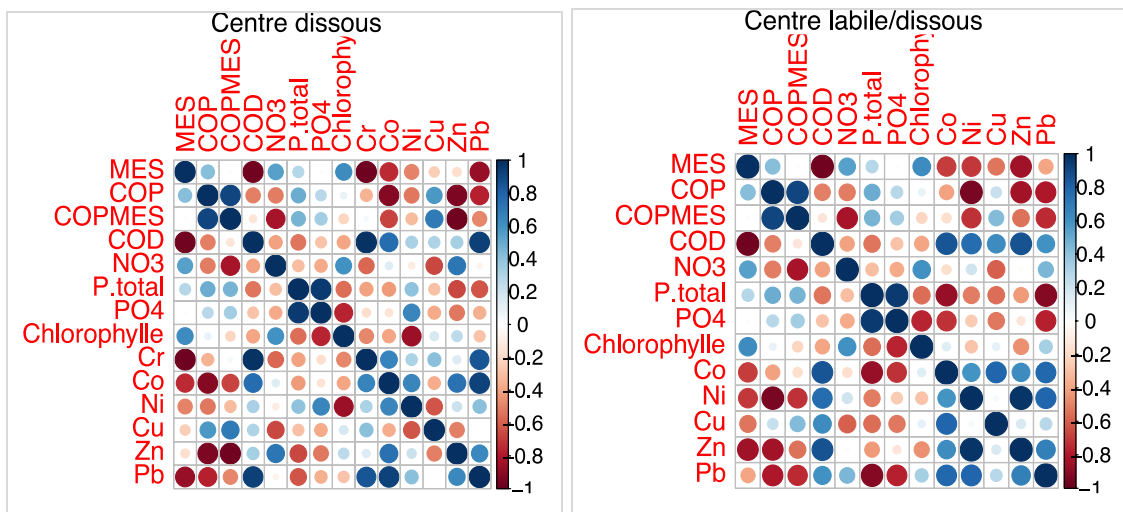 Centre dissous
MES COP COPMES COD NO3 P.total PO4 Chlorophy Cr Co Ni Cu Zn Pb
MES
COP
COPMES
COD
NO3
P.total
PO4
Chlorophylle
Cr
Co
Ni
Cu
Zn
Pb
1
0.8
0.6
0.4
0.2
0
−0.2
−0.4
−0.6
−0.8
−1
Centre labile/dissous
MES COP COPMES COD NO3 P.total PO4 Chlorophy Co Ni Cu Zn Pb
MES
COP
COPMES
COD
NO3
P.total
PO4
Chlorophylle
Co
Ni
Cu
Zn
Pb
1
0.8
0.6
0.4
0.2
0
−0.2
−0.4
−0.6
−0.8
−1